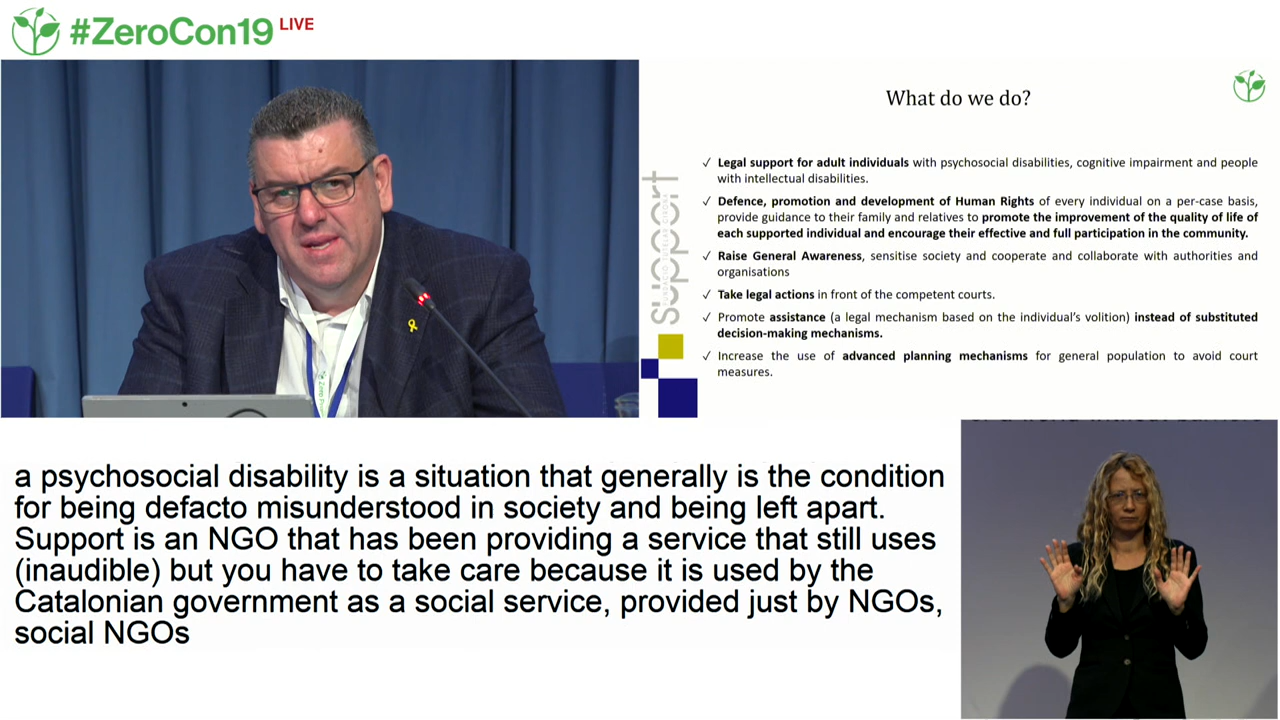 #ZeroCon19 LIVE
What do we do?
✓ Legal support for adult individuals with psychosocial disabilities, cognitive impairment and people
with intellectual disabilities.
✓ Defence, promotion and development of Human Rights of every individual on a per-case basis,
provide guidance to their family and relatives to promote the improvement of the quality of life of
each supported individual and encourage their effective and full participation in the community.
✓ Raise General Awareness, sensitise society and cooperate and collaborate with authorities and
organisations
✓ Take legal actions in front of the competent courts.
✓ Promote assistance (a legal mechanism based on the individual's volition) instead of substituted
decision-making mechanisms.
✓ Increase the use of advanced planning mechanisms for general population to avoid court
measures.
support
FUNDACIÓ TUTELAR GIRONA
a psychosocial disability is a situation that generally is the condition
for being defacto misunderstood in society and being left apart.
Support is an NGO that has been providing a service that still uses
(inaudible) but you have to take care because it is used by the
Catalonian government as a social service, provided just by NGOs,
social NGOs